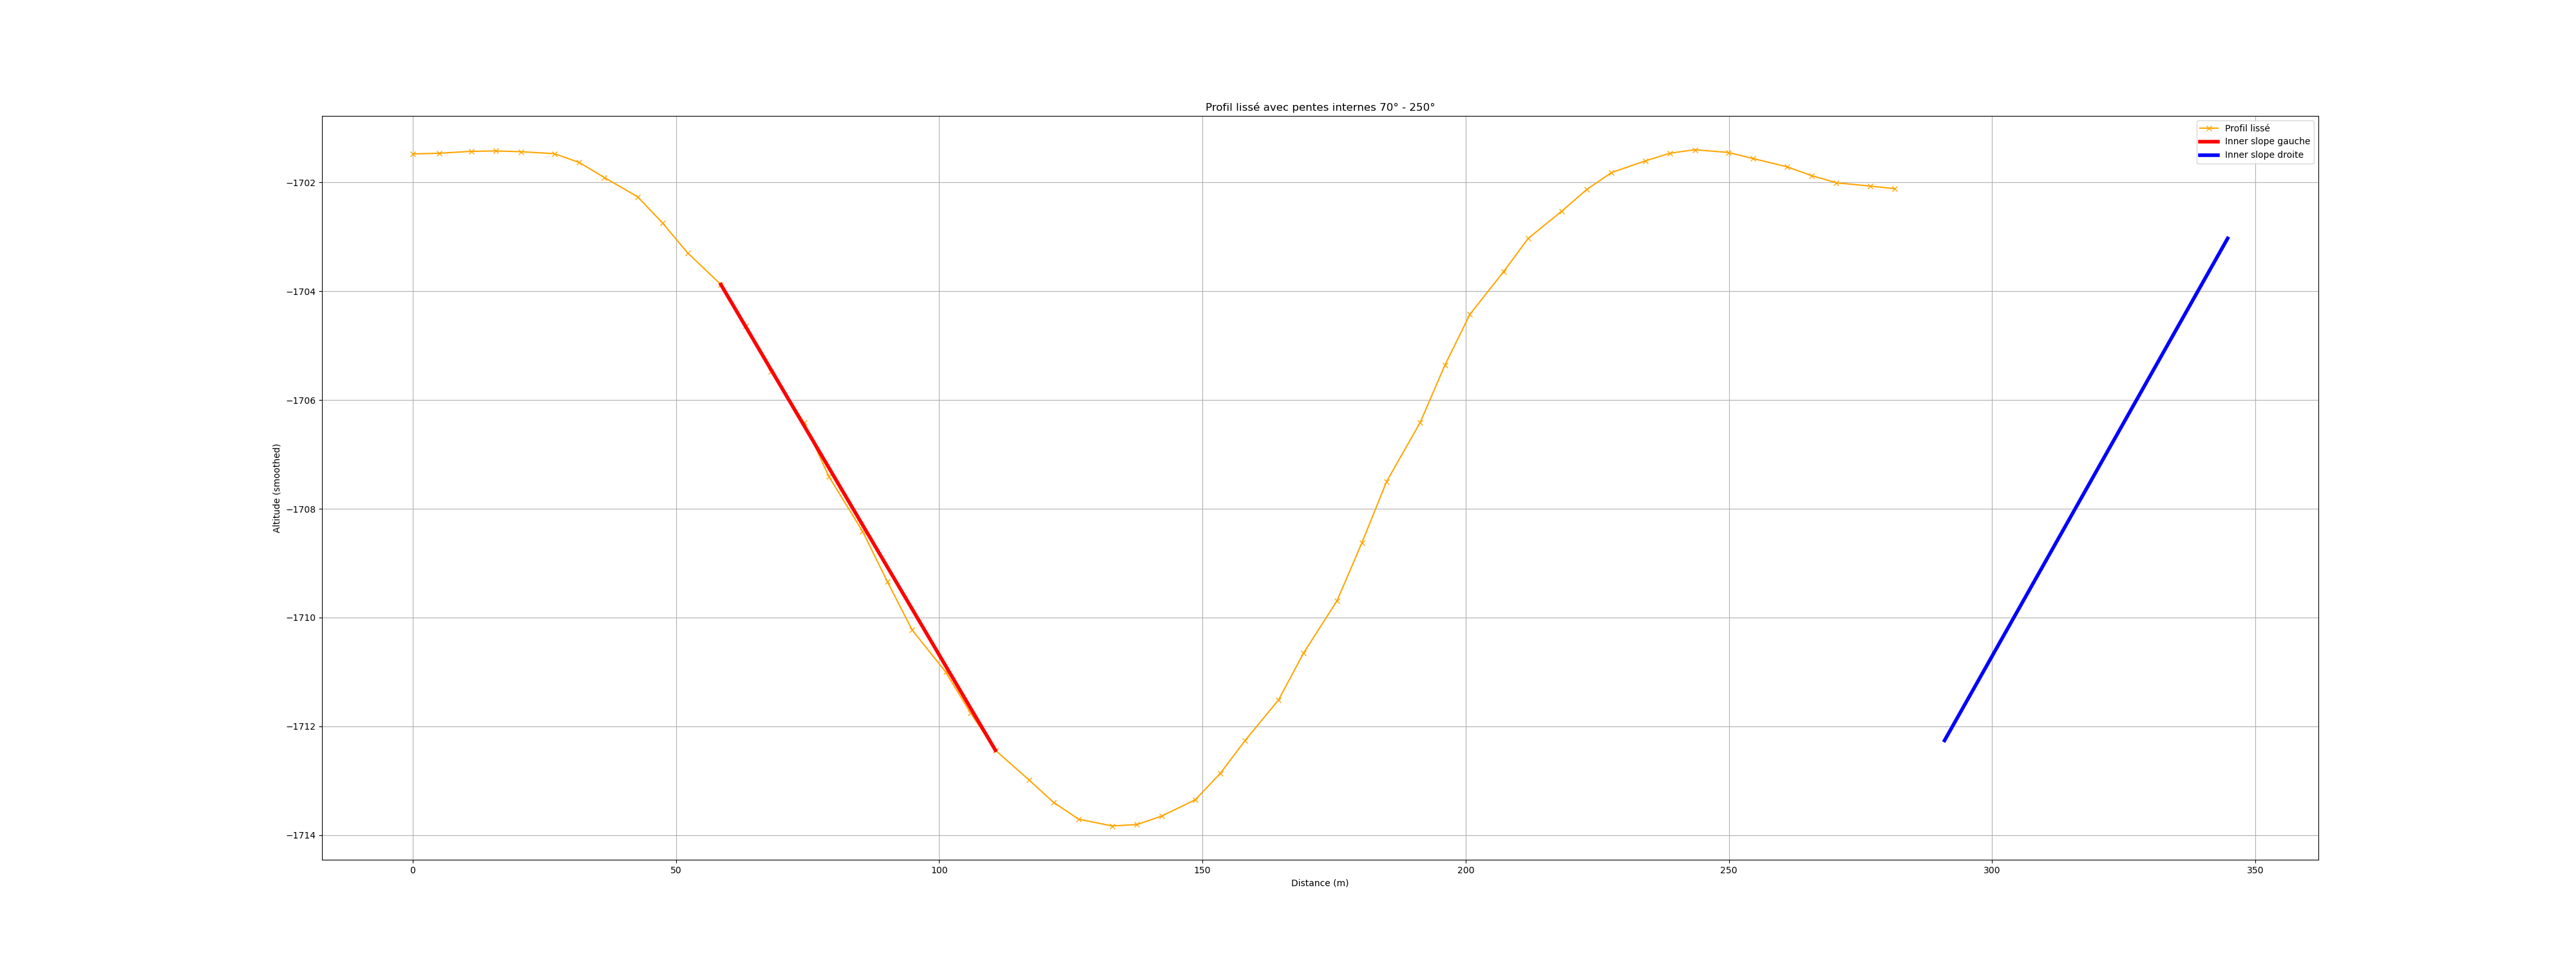 Profil lissé avec pentes internes 70° - 250°
Profil lissé
Inner slope gauche
Inner slope droite
Altitude (smoothed)
−1702
−1704
−1706
−1708
−1710
−1712
−1714
0 50 100 150 200 250 300 350
Distance (m)